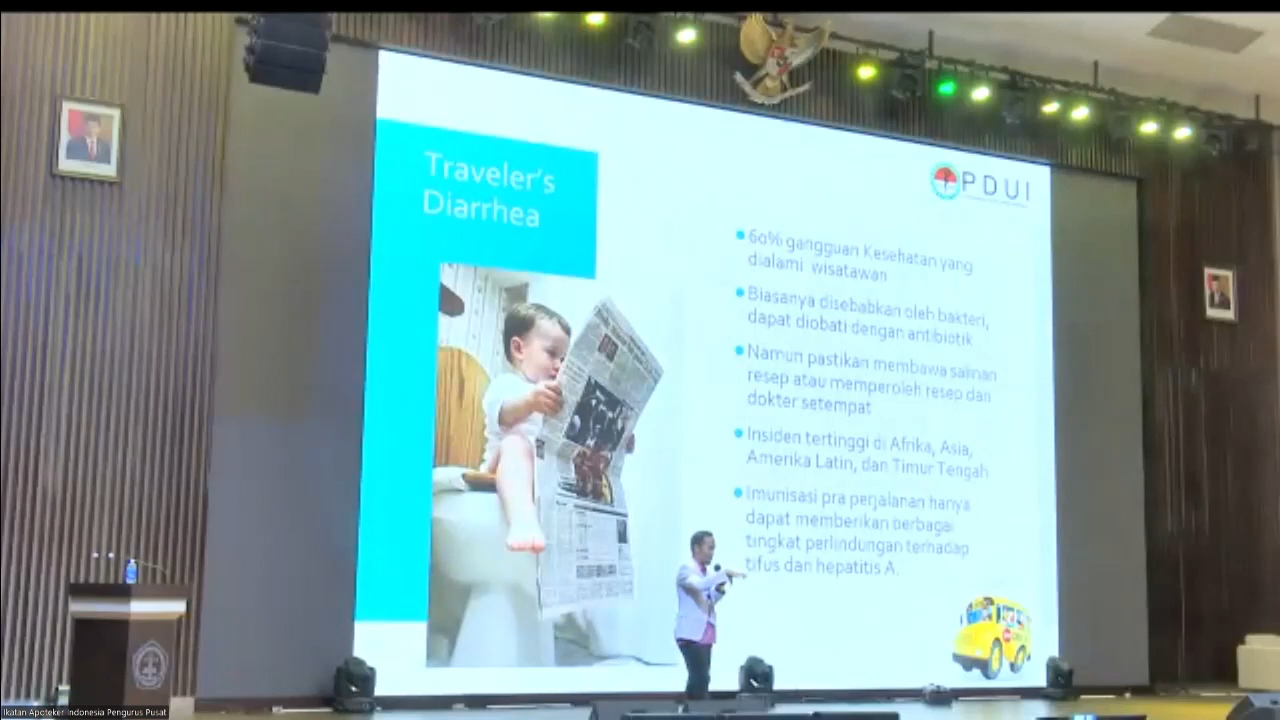 Traveler's
Diarrhea
PDUI
60% gangguan Kesehatan yang
dialami wisatawan
Biasanya disebabkan oleh bakteri,
dapat diobati dengan antibiotik
Namun pastikan membawa salinan
resep atau memperoleh resep dari
dokter setempat
Insiden tertinggi di Afrika, Asia,
Amerika Latin, dan Timur Tengah
Imunisasi pra perjalanan hanya
dapat memberikan berbagai
tingkat perlindungan terhadap
tifus dan hepatitis A.
Ikatan Apoteker Indonesia Pengurus Pusat